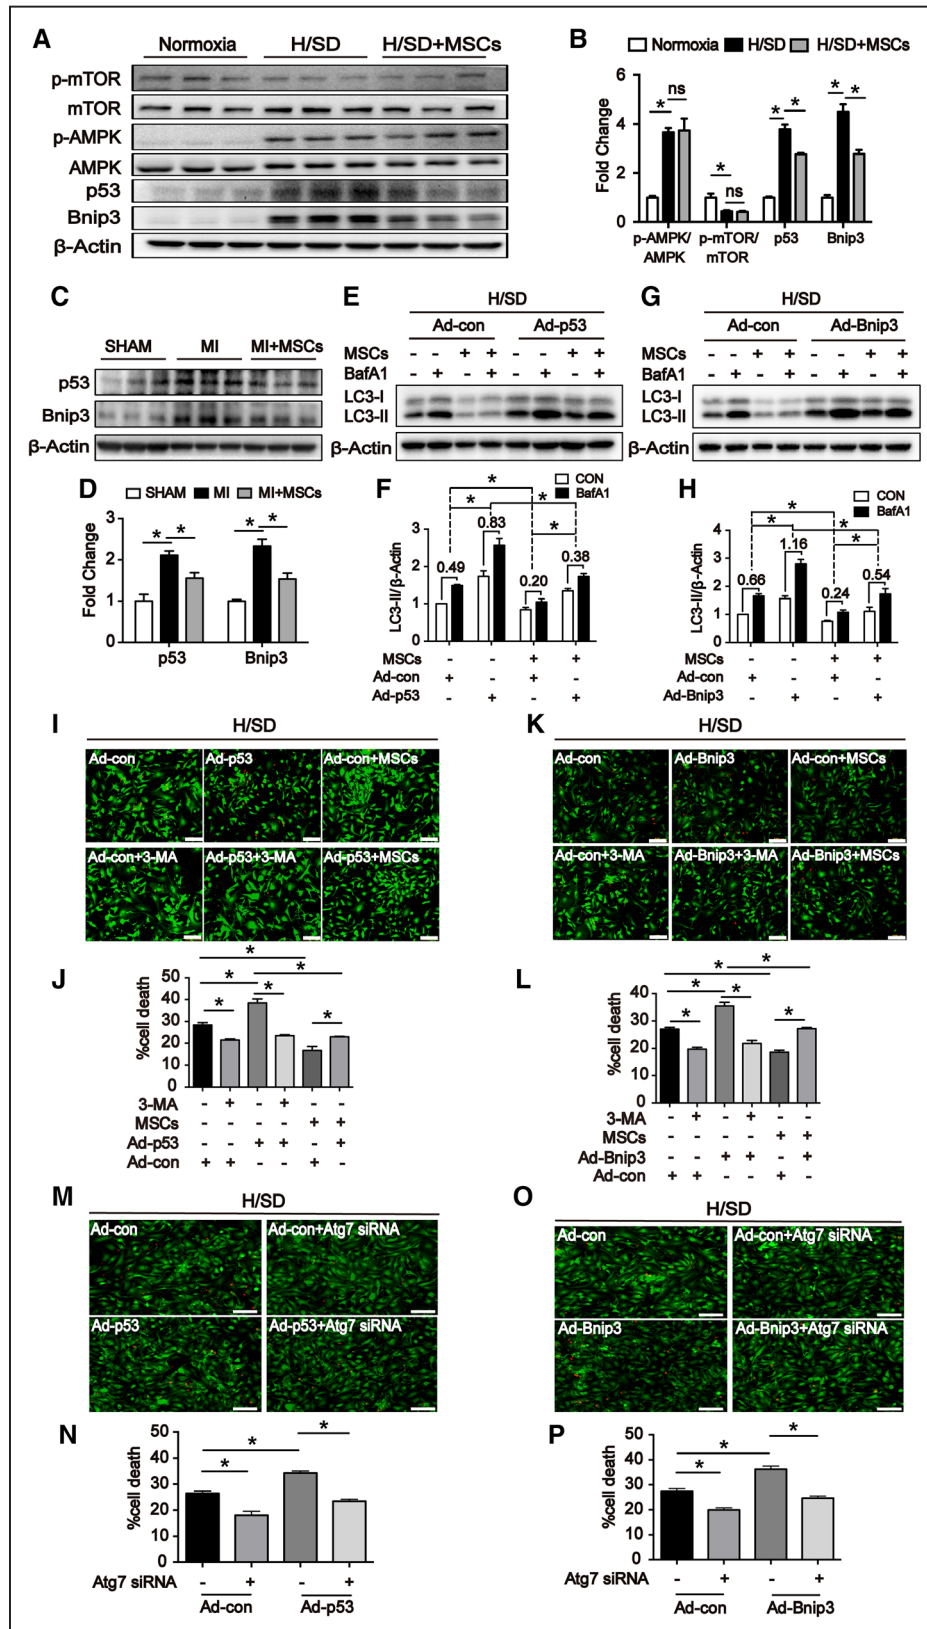 A
Normoxia H/SD H/SD+MSCs
p-mTOR
mTOR
p-AMPK
AMPK
p53
Bnip3
β-Actin
B
Normoxia H/SD H/SD+MSCs
Fold Change
6
4
2
0
* ns
* ns
* *
* *
p-AMPK/AMPK
p-mTOR/mTOR
p53
Bnip3
C
SHAM MI MI+MSCs
p53
Bnip3
β-Actin
D
SHAM MI MI+MSCs
Fold Change
3
2
1
0
* *
* *
p53 Bnip3
E
H/SD
Ad-con Ad-p53
MSCs - - + + - - + +
BafA1 - + - + - + - +
LC3-I
LC3-II
β-Actin
F
CON
BafA1
LC3-II/β-Actin
3
2
1
0
*
* *
*
0.49 0.83 0.20 0.38
MSCs - - + +
Ad-con + - + -
Ad-p53 - + - +
G
H/SD
Ad-con Ad-Bnip3
MSCs - - + + - - + +
BafA1 - + - + - + - +
LC3-I
LC3-II
β-Actin
H
CON
BafA1
LC3-II/β-Actin
4
3
2
1
0
*
* *
*
0.66 1.16 0.24 0.54
MSCs - - + +
Ad-con + - + -
Ad-Bnip3 - + - +
I
H/SD
Ad-con Ad-p53 Ad-con+MSCs
Ad-con+3-MA Ad-p53+3-MA Ad-p53+MSCs
J
%cell death
50
40
30
20
10
0
*
* *
* * *
3-MA - + - + - -
MSCs - - - - + +
Ad-p53 - - + + - +
Ad-con + + - - + -
K
H/SD
Ad-con Ad-Bnip3 Ad-con+MSCs
Ad-con+3-MA Ad-Bnip3+3-MA Ad-Bnip3+MSCs
L
%cell death
40
30
20
10
0
* *
* *
* *
3-MA - + - + - -
MSCs - - - - + +
Ad-Bnip3 - - + + - +
Ad-con + + - - + -
M
H/SD
Ad-con Ad-con+Atg7 siRNA
Ad-p53 Ad-p53+Atg7 siRNA
N
%cell death
50
40
30
20
10
0
*
* *
Atg7 siRNA - + - +
Ad-con Ad-p53
O
H/SD
Ad-con Ad-con+Atg7 siRNA
Ad-Bnip3 Ad-Bnip3+Atg7 siRNA
P
%cell death
50
40
30
20
10
0
*
* *
Atg7 siRNA - + - +
Ad-con Ad-Bnip3